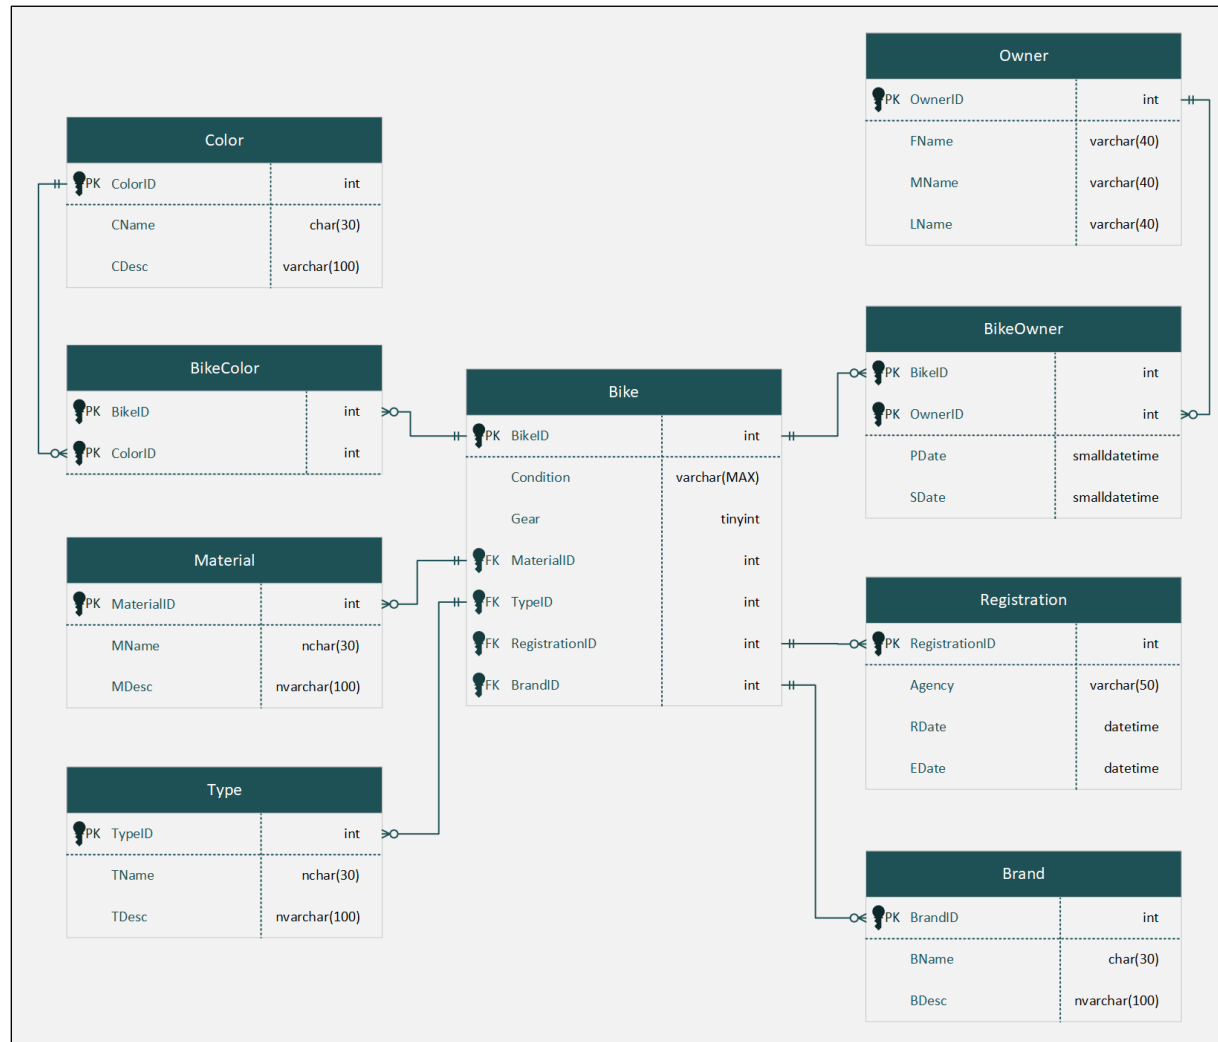 Owner
PK OwnerID int
FName varchar(40)
MName varchar(40)
LName varchar(40)
Color
PK ColorID int
CName char(30)
CDesc varchar(100)
BikeOwner
PK BikeID int
PK OwnerID int
PDate smalldatetime
SDate smalldatetime
BikeColor
PK BikeID int
PK ColorID int
Bike
PK BikeID int
Condition varchar(MAX)
Gear tinyint
FK MaterialID int
FK TypeID int
FK RegistrationID int
FK BrandID int
Material
PK MaterialID int
MName nchar(30)
MDesc nvarchar(100)
Registration
PK RegistrationID int
Agency varchar(50)
RDate datetime
EDate datetime
Type
PK TypeID int
TName nchar(30)
TDesc nvarchar(100)
Brand
PK BrandID int
BName char(30)
BDesc nvarchar(100)